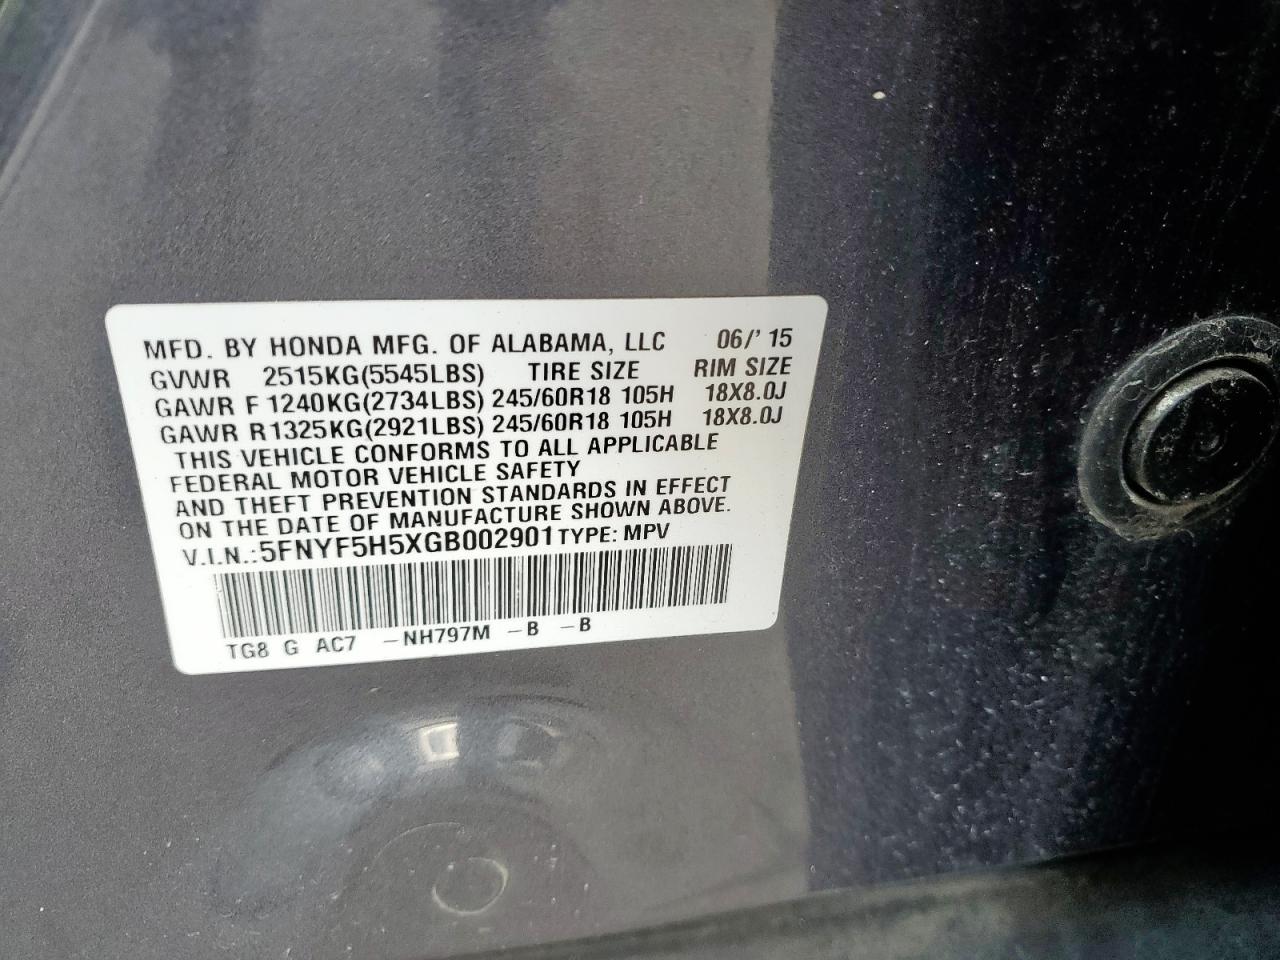 MFD. BY HONDA MFG. OF ALABAMA, LLC 06/' 15
GVWR 2515KG(5545LBS) TIRE SIZE RIM SIZE
GAWR F 1240KG(2734LBS) 245/60R18 105H 18X8.0J
GAWR R 1325KG(2921LBS) 245/60R18 105H 18X8.0J
THIS VEHICLE CONFORMS TO ALL APPLICABLE
FEDERAL MOTOR VEHICLE SAFETY
AND THEFT PREVENTION STANDARDS IN EFFECT
ON THE DATE OF MANUFACTURE SHOWN ABOVE.
V.I.N.:5FNYF5H5XGB002901 TYPE: MPV
TG8 G AC7 -NH797M -B -B